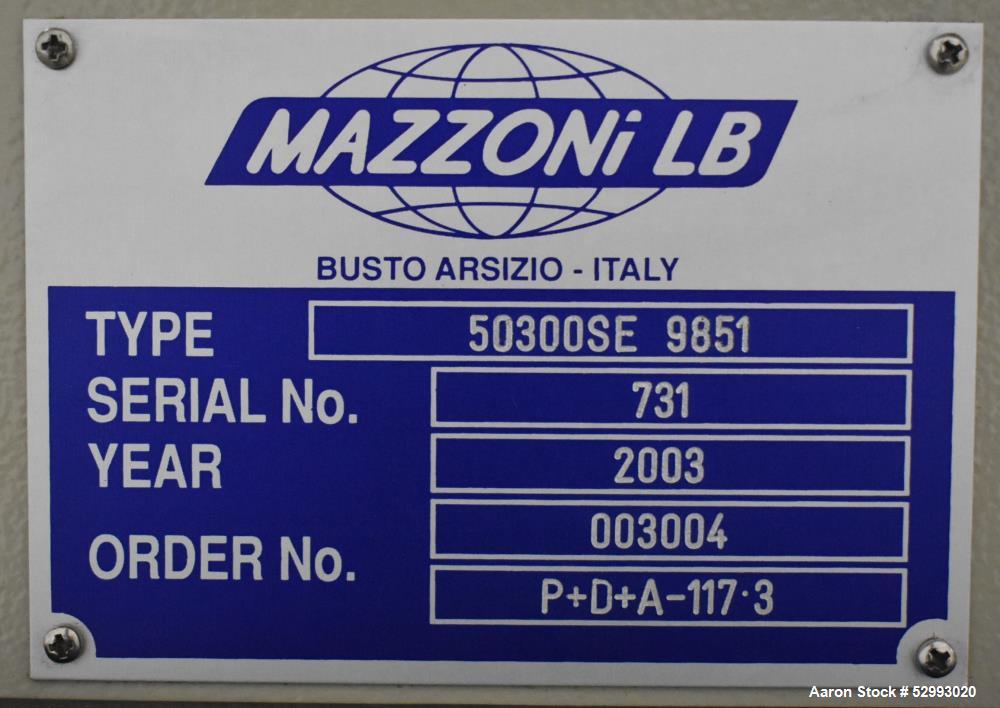 MAZZONi LB
BUSTO ARSIZIO - ITALY
TYPE 50300SE 9851
SERIAL No. 731
YEAR 2003
ORDER No. 003004
P+D+A-117·3
Aaron Stock # 52993020